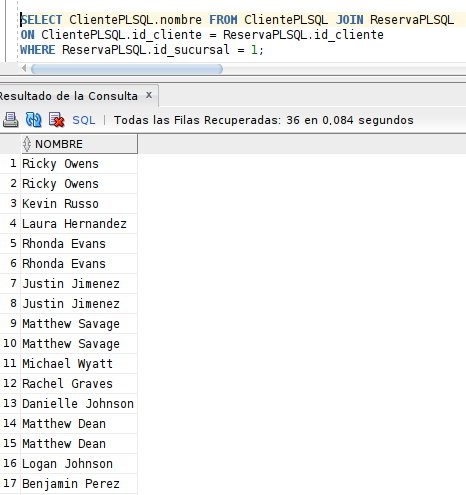 SELECT ClientePLSQL.nombre FROM ClientePLSQL JOIN ReservaPLSQL
ON ClientePLSQL.id_cliente = ReservaPLSQL.id_cliente
WHERE ReservaPLSQL.id_sucursal = 1;
Resultado de la Consulta x
SQL | Todas las Filas Recuperadas: 36 en 0,084 segundos
NOMBRE
1 Ricky Owens
2 Ricky Owens
3 Kevin Russo
4 Laura Hernandez
5 Rhonda Evans
6 Rhonda Evans
7 Justin Jimenez
8 Justin Jimenez
9 Matthew Savage
10 Matthew Savage
11 Michael Wyatt
12 Rachel Graves
13 Danielle Johnson
14 Matthew Dean
15 Matthew Dean
16 Logan Johnson
17 Benjamin Perez